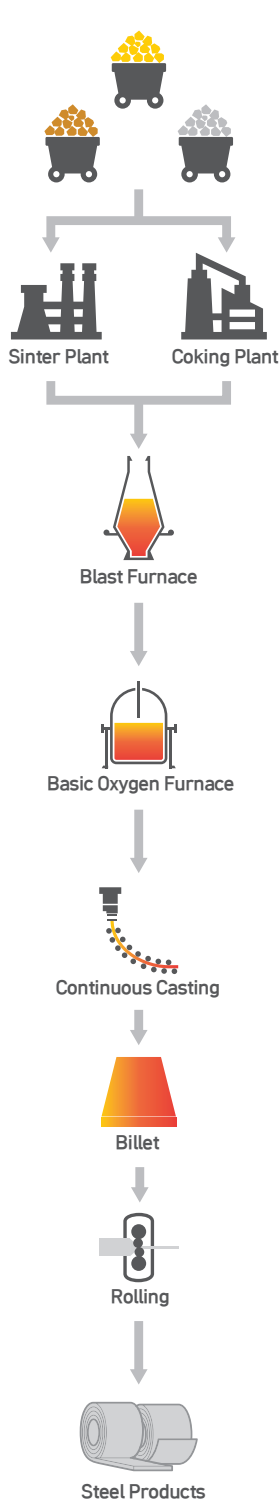 Sinter Plant
Coking Plant
Blast Furnace
Basic Oxygen Furnace
Continuous Casting
Billet
Rolling
Steel Products